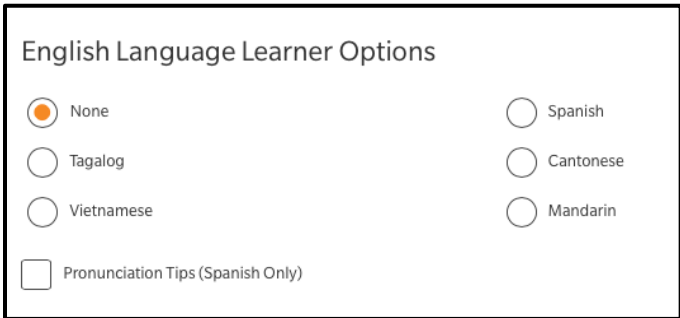 English Language Learner Options
None
Spanish
Tagalog
Cantonese
Vietnamese
Mandarin
Pronunciation Tips (Spanish Only)